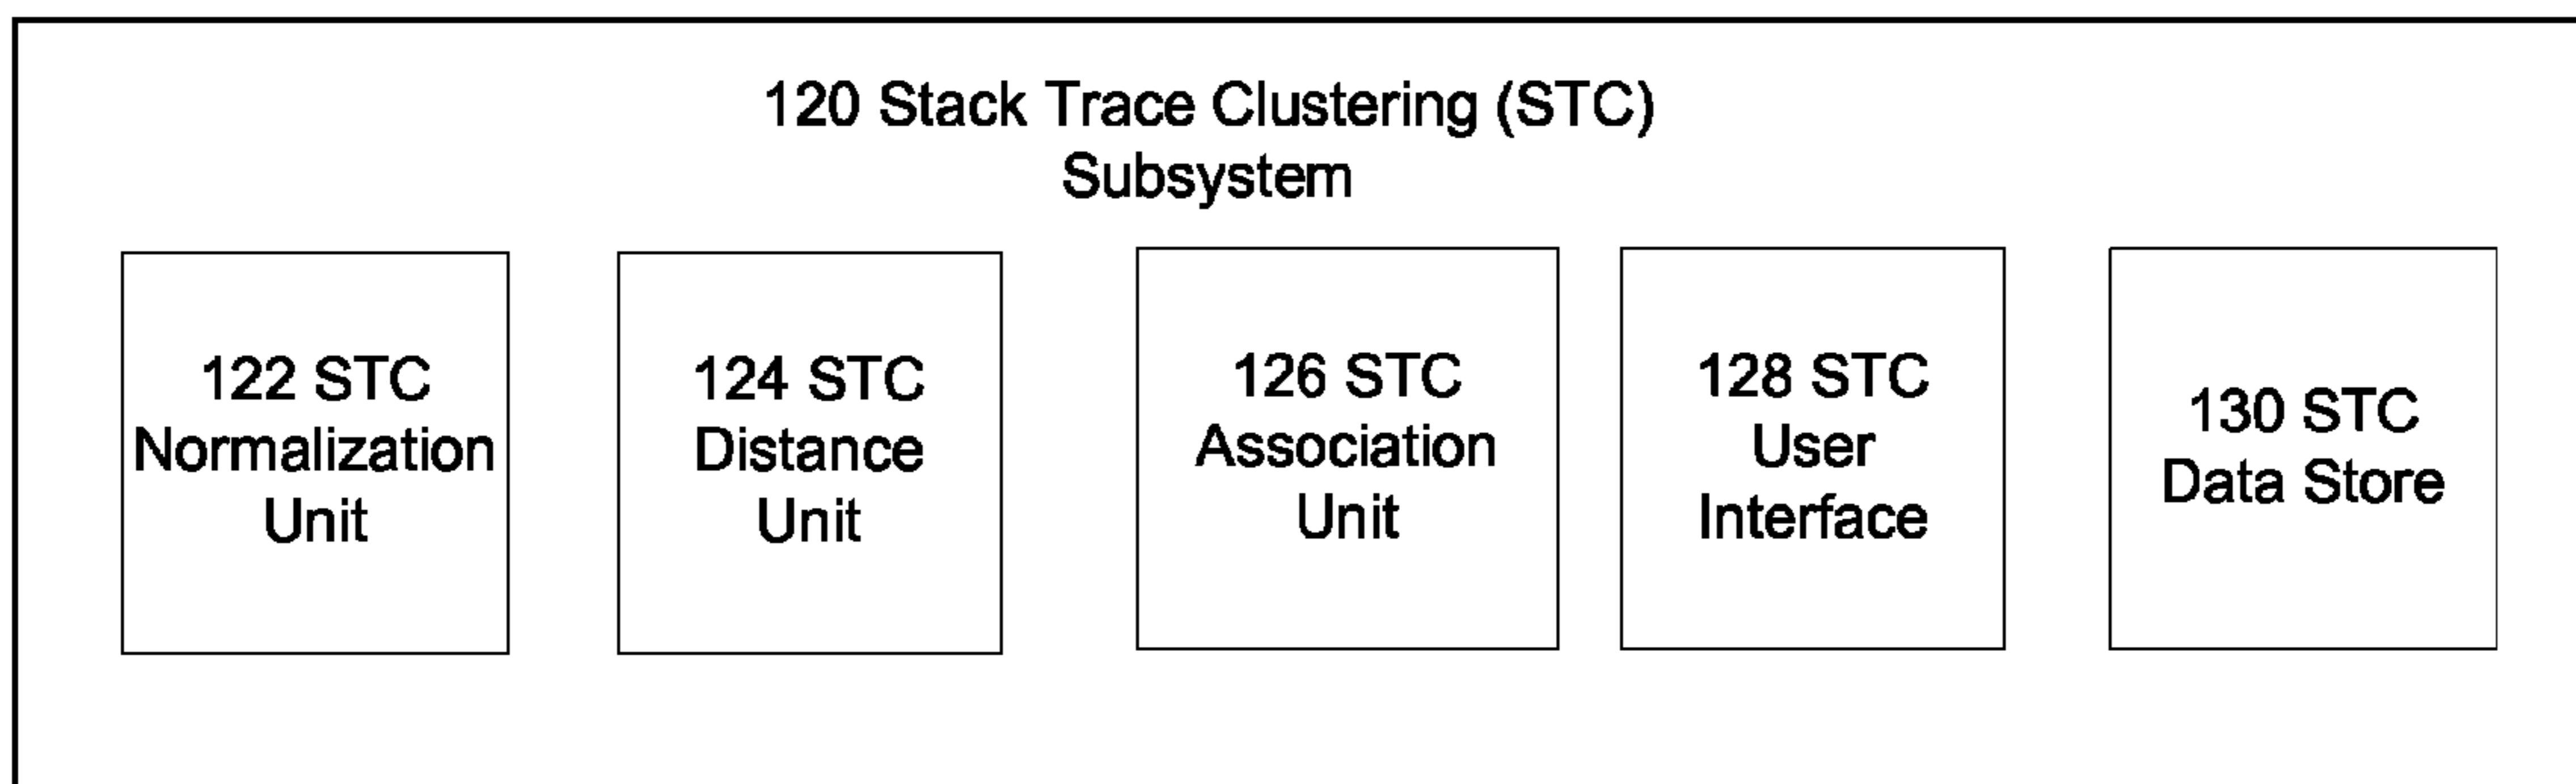 120 Stack Trace Clustering (STC)
Subsystem
122 STC
Normalization
Unit
124 STC
Distance
Unit
126 STC
Association
Unit
128 STC
User
Interface
130 STC
Data Store